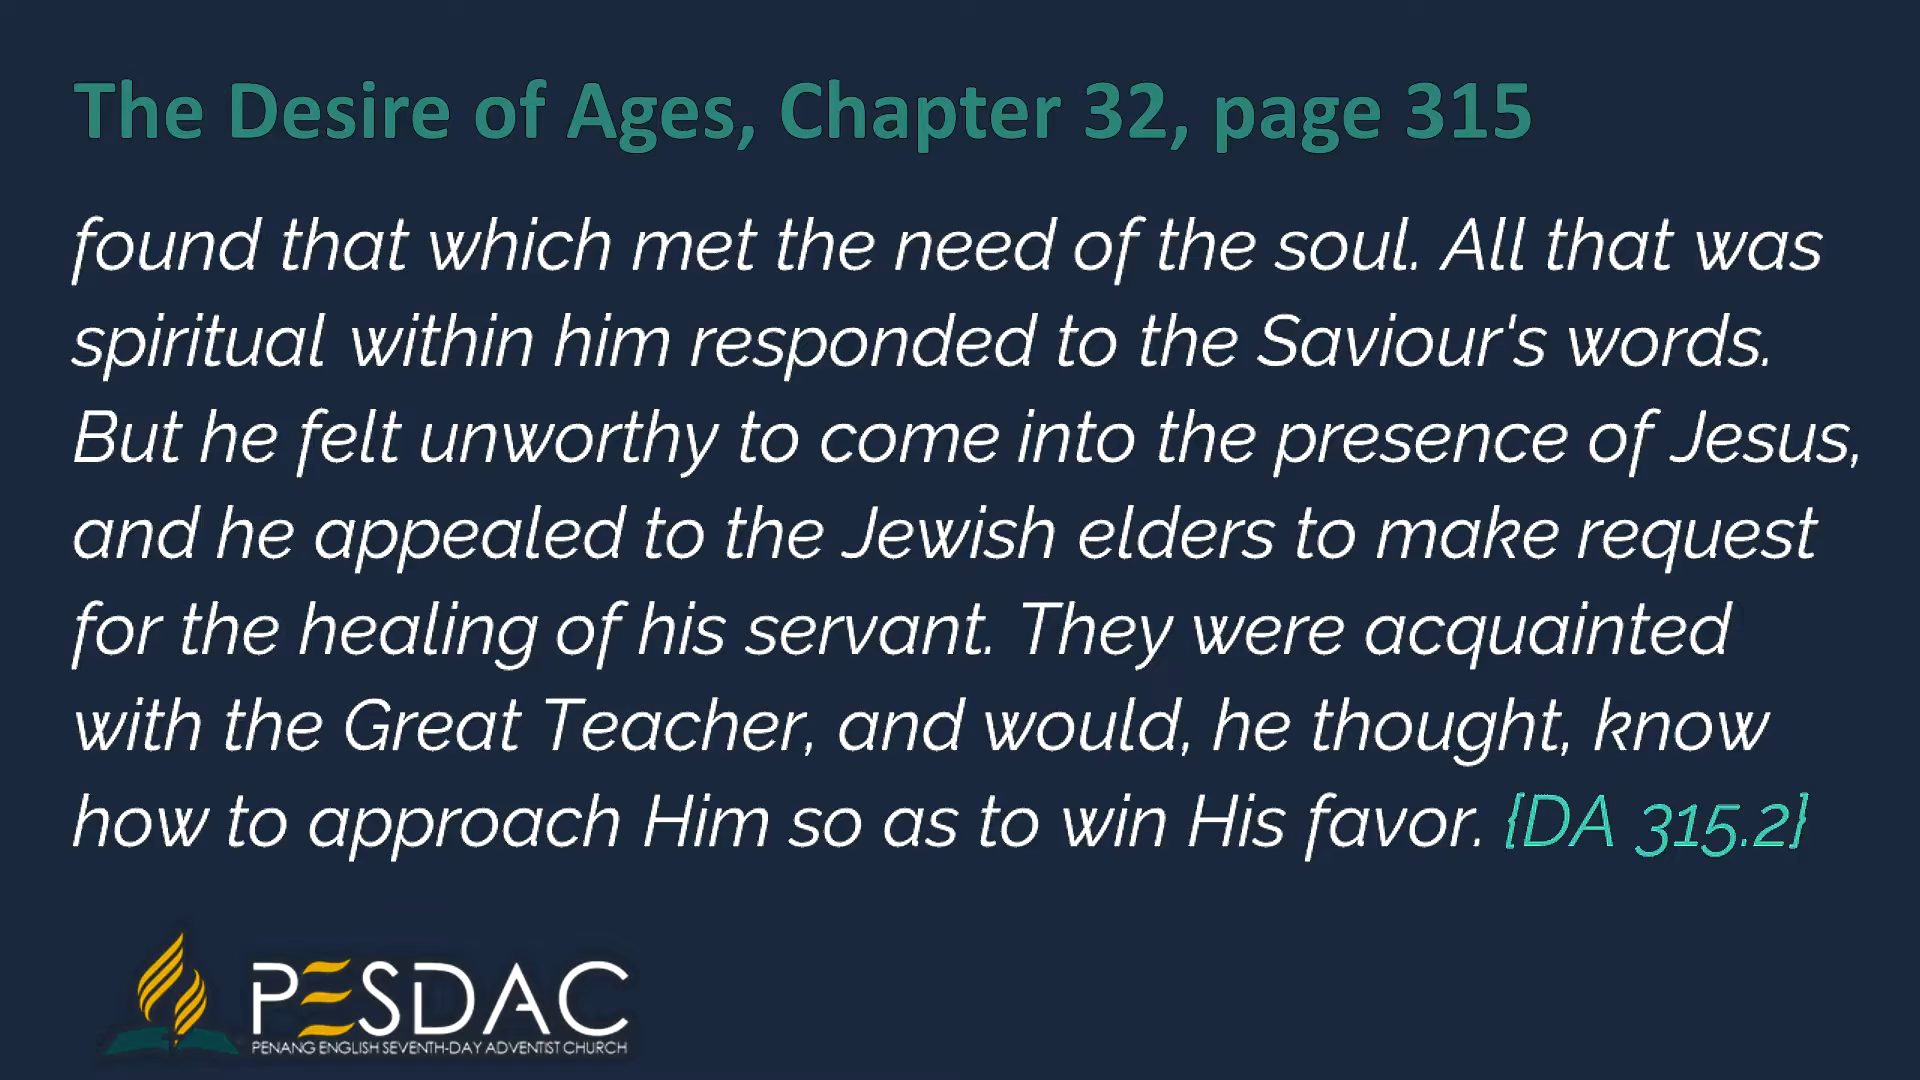 The Desire of Ages, Chapter 32, page 315
found that which met the need of the soul. All that was
spiritual within him responded to the Saviour's words.
But he felt unworthy to come into the presence of Jesus,
and he appealed to the Jewish elders to make request
for the healing of his servant. They were acquainted
with the Great Teacher, and would, he thought, know
how to approach Him so as to win His favor. {DA 315.2}
PESDAC
PENANG ENGLISH SEVENTH-DAY ADVENTIST CHURCH